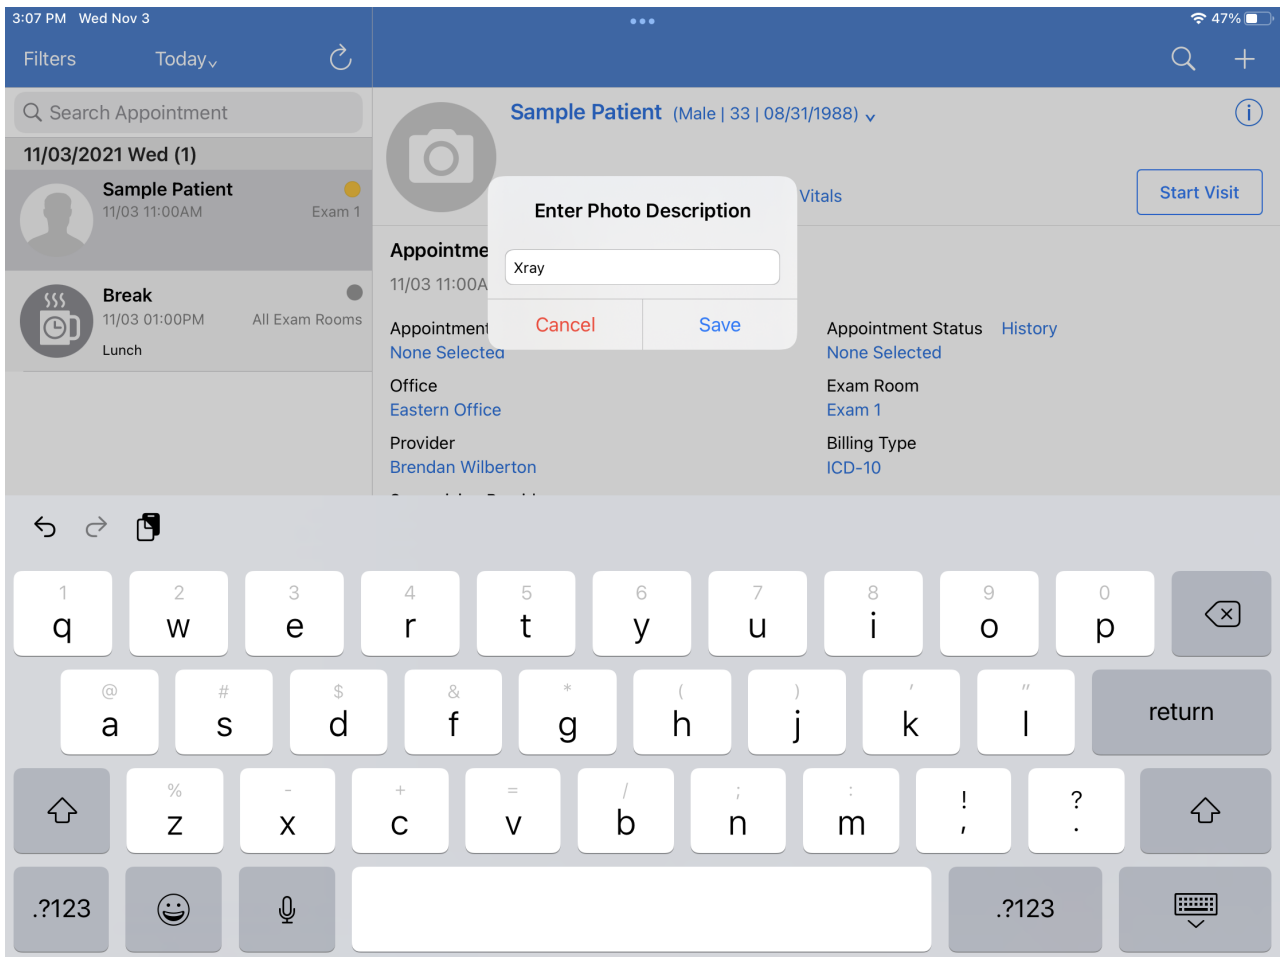 3:07 PM Wed Nov 3
47%
Filters Today
Search Appointment
11/03/2021 Wed (1)
Sample Patient
11/03 11:00AM Exam 1
Break
11/03 01:00PM All Exam Rooms
Lunch
Sample Patient (Male | 33 | 08/31/1988)
Vitals
Start Visit
Enter Photo Description
Xray
Cancel Save
Appointme
11/03 11:00A
Appointment
None Selected
Appointment Status History
None Selected
Office
Eastern Office
Exam Room
Exam 1
Provider
Brendan Wilberton
Billing Type
ICD-10
1 2 3 4 5 6 7 8 9 0
q w e r t y u i o p
@ # $ & * ( ) ' "
a s d f g h j k l return
% - + = / ; : ! ?
z x c v b n m , .
.?123 .?123